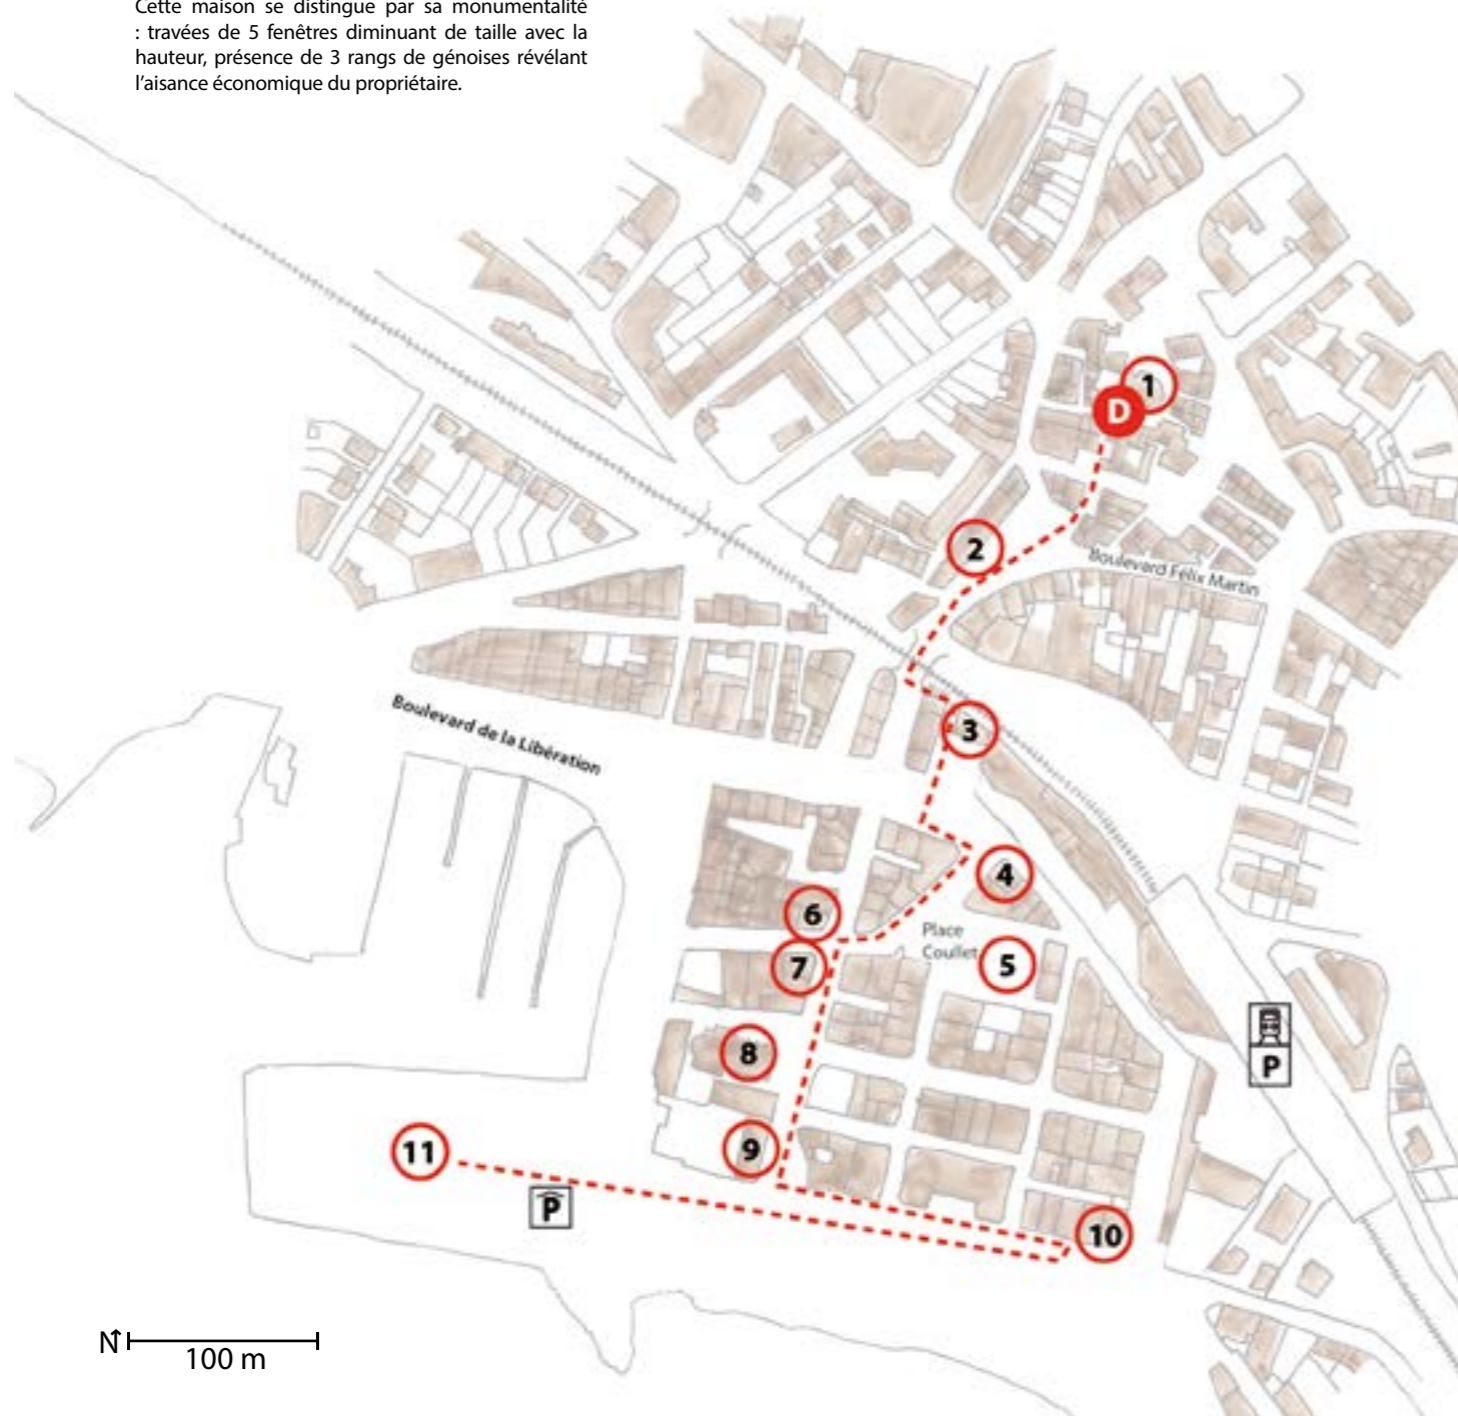 Cette maison se distingue par sa monumentalité
: travées de 5 fenêtres diminuant de taille avec la
hauteur, présence de 3 rangs de génoises révélant
l'aisance économique du propriétaire.
1
D
2
Boulevard Félix Martin
Boulevard de la Libération
3
4
6
Place
Coullet
5
7
P
8
9
11
P
10
N
100 m